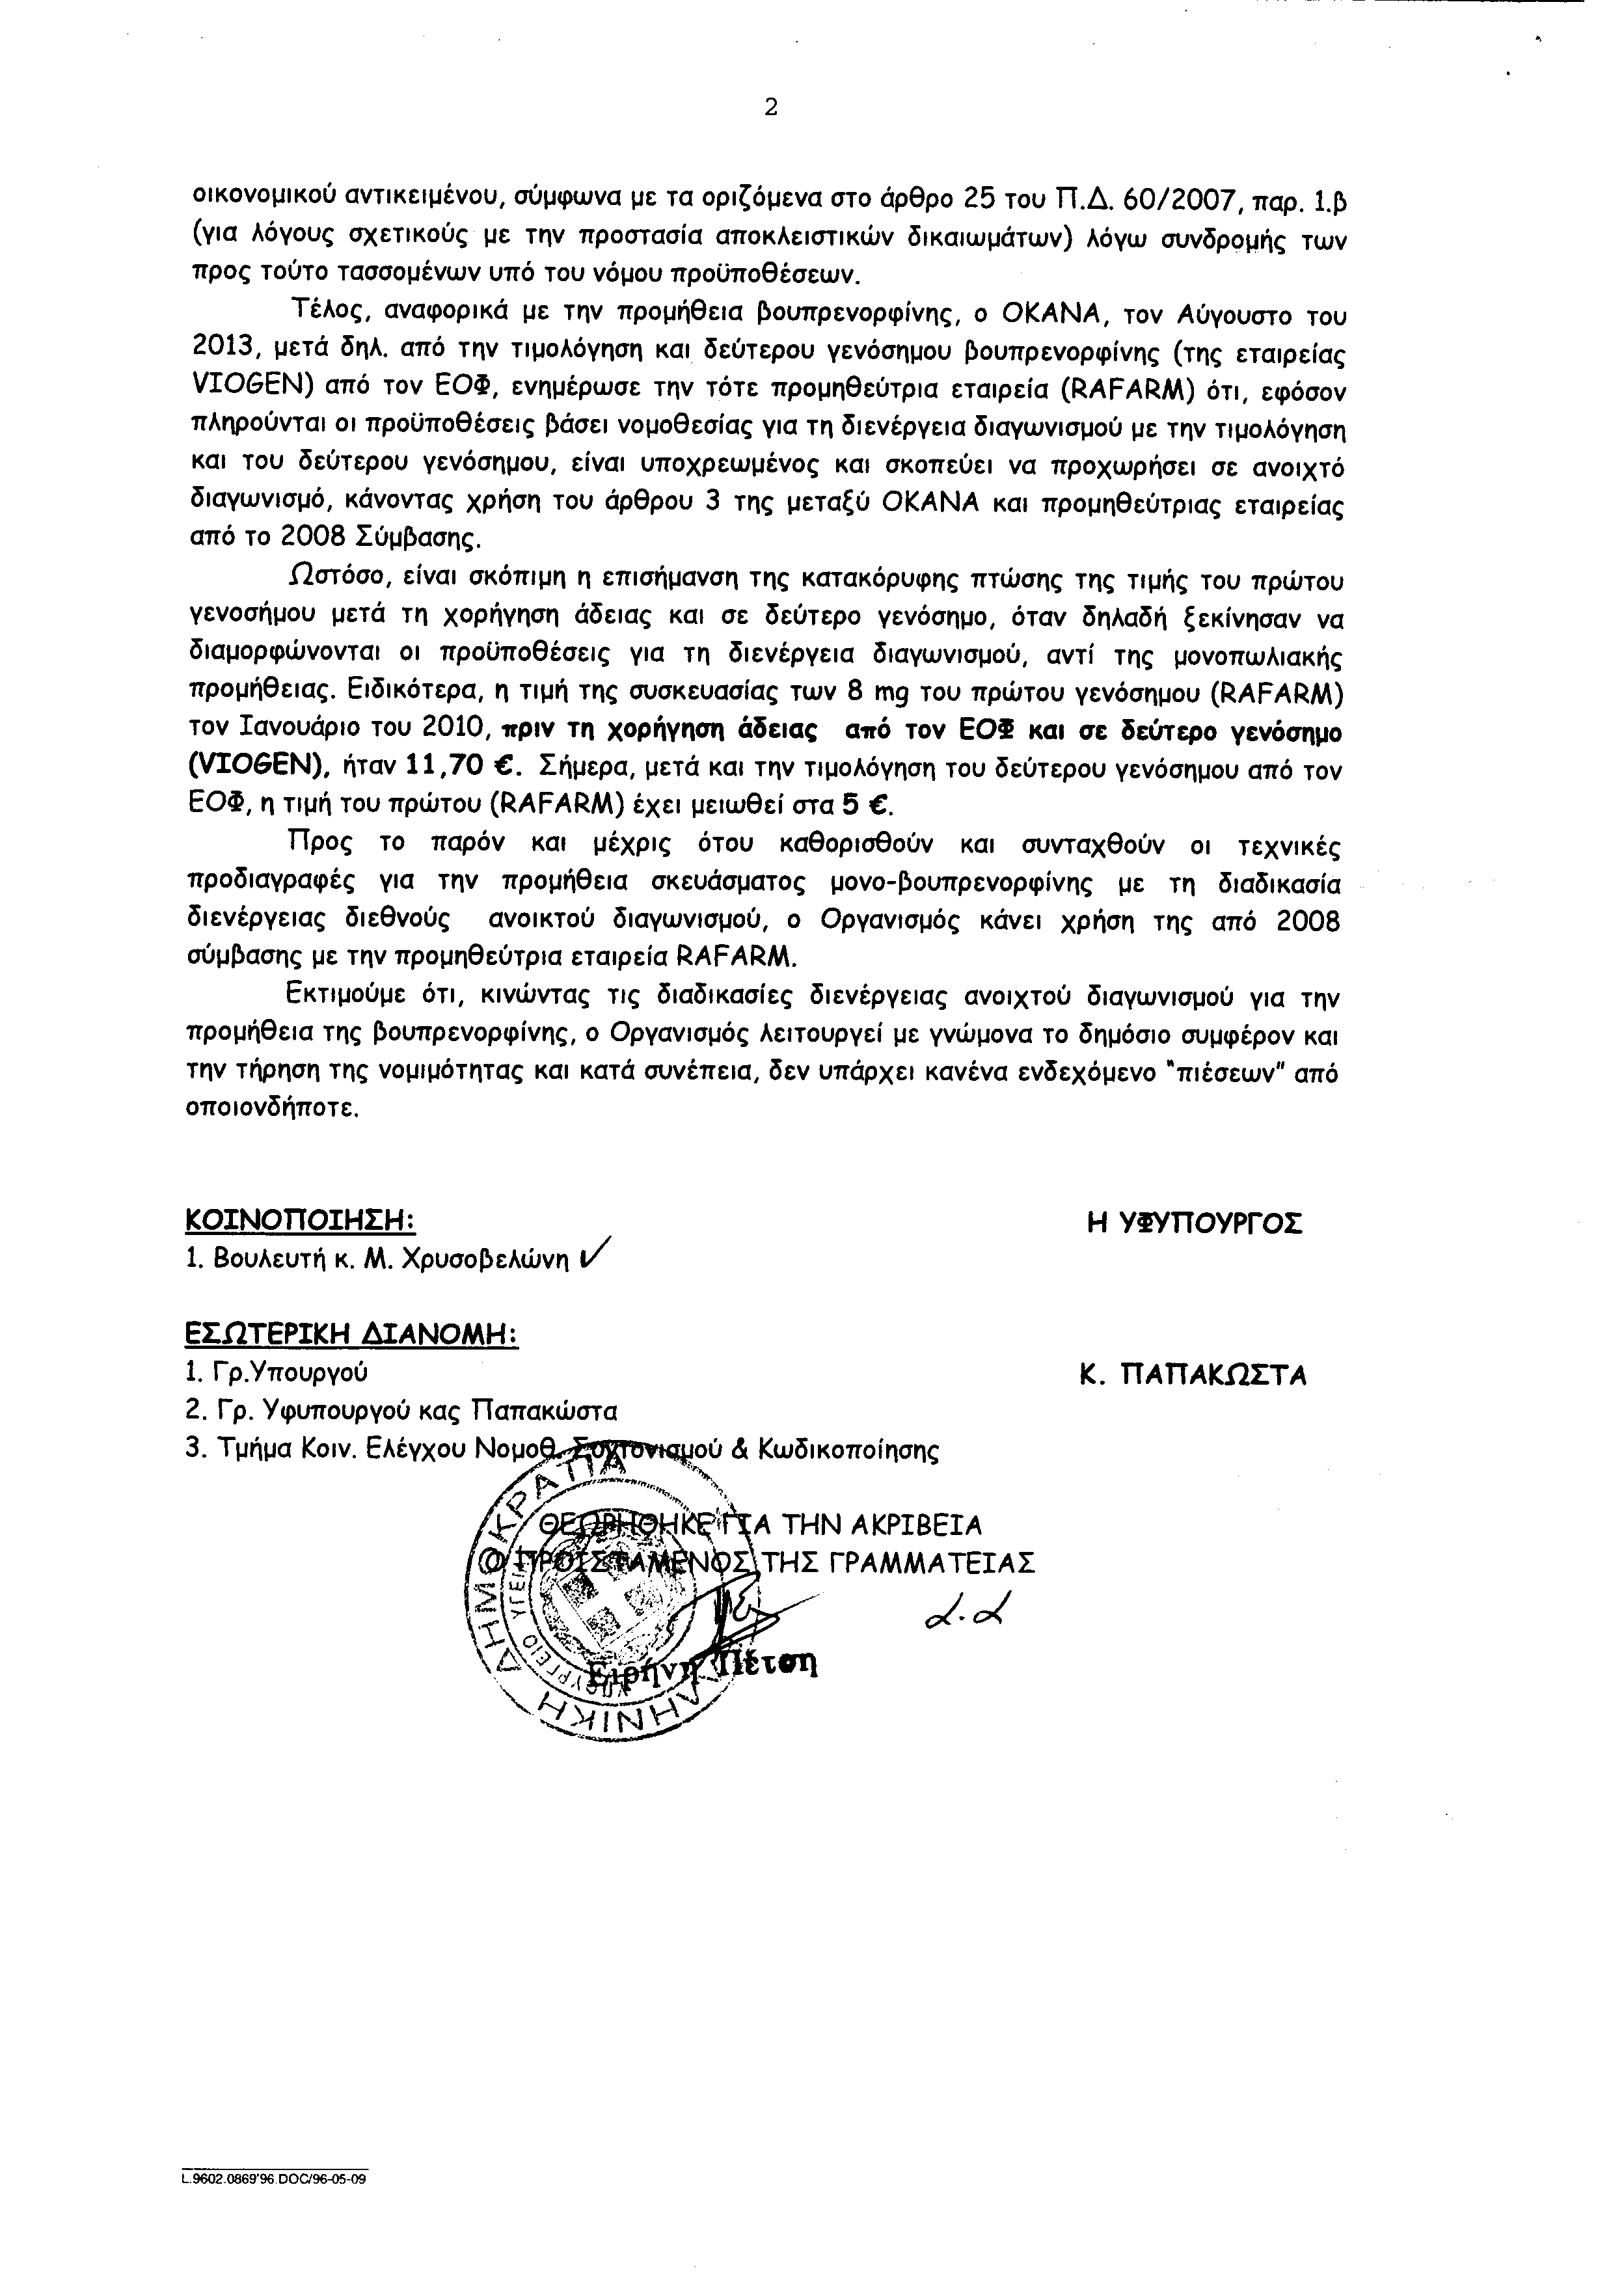 2
οικονομικού αντικειμένου, σύμφωνα με τα οριζόμενα στο άρθρο 25 του Π.Δ. 60/2007, παρ. 1.β
(για λόγους σχετικούς με την προστασία αποκλειστικών δικαιωμάτων) λόγω συνδρομής των
προς τούτο τασσομένων υπό του νόμου προϋποθέσεων.
Τέλος, αναφορικά με την προμήθεια βουπρενορφίνης, ο ΟΚΑΝΑ, τον Αύγουστο του
2013, μετά δηλ. από την τιμολόγηση και δεύτερου γενόσημου βουπρενορφίνης (της εταιρείας
VIOGEN) από τον ΕΟΦ, ενημέρωσε την τότε προμηθεύτρια εταιρεία (RAFARM) ότι, εφόσον
πληρούνται οι προϋποθέσεις βάσει νομοθεσίας για τη διενέργεια διαγωνισμού με την τιμολόγηση
και του δεύτερου γενόσημου, είναι υποχρεωμένος και σκοπεύει να προχωρήσει σε ανοιχτό
διαγωνισμό, κάνοντας χρήση του άρθρου 3 της μεταξύ ΟΚΑΝΑ και προμηθεύτριας εταιρείας
από το 2008 Σύμβασης.
Ωστόσο, είναι σκόπιμη η επισήμανση της κατακόρυφης πτώσης της τιμής του πρώτου
γενοσήμου μετά τη χορήγηση άδειας και σε δεύτερο γενόσημο, όταν δηλαδή ξεκίνησαν να
διαμορφώνονται οι προϋποθέσεις για τη διενέργεια διαγωνισμού, αντί της μονοπωλιακής
προμήθειας. Ειδικότερα, η τιμή της συσκευασίας των 8 mg του πρώτου γενόσημου (RAFARM)
τον Ιανουάριο του 2010, πριν τη χορήγηση άδειας από τον ΕΟΦ και σε δεύτερο γενόσημο
(VIOGEN), ήταν 11,70 €. Σήμερα, μετά και την τιμολόγηση του δεύτερου γενόσημου από τον
ΕΟΦ, η τιμή του πρώτου (RAFARM) έχει μειωθεί στα 5 €.
Προς το παρόν και μέχρις ότου καθορισθούν και συνταχθούν οι τεχνικές
προδιαγραφές για την προμήθεια σκευάσματος μονο-βουπρενορφίνης με τη διαδικασία
διενέργειας διεθνούς ανοικτού διαγωνισμού, ο Οργανισμός κάνει χρήση της από 2008
σύμβασης με την προμηθεύτρια εταιρεία RAFARM.
Εκτιμούμε ότι, κινώντας τις διαδικασίες διενέργειας ανοιχτού διαγωνισμού για την
προμήθεια της βουπρενορφίνης, ο Οργανισμός λειτουργεί με γνώμονα το δημόσιο συμφέρον και
την τήρηση της νομιμότητας και κατά συνέπεια, δεν υπάρχει κανένα ενδεχόμενο "πιέσεων" από
οποιονδήποτε.
ΚΟΙΝΟΠΟΙΗΣΗ:
Η ΥΦΥΠΟΥΡΓΟΣ
1. Βουλευτή κ. Μ. Χρυσοβελώνη
ΕΣΩΤΕΡΙΚΗ ΔΙΑΝΟΜΗ:
1. Γρ.Υπουργού
Κ. ΠΑΠΑΚΩΣΤΑ
2. Γρ. Υφυπουργού κας Παπακώστα
3. Τμήμα Κοιν. Ελέγχου Νομοθ. Συντονισμού & Κωδικοποίησης
ΘΕΩΡΗΘΗΚΕ ΓΙΑ ΤΗΝ ΑΚΡΙΒΕΙΑ
Ο ΠΡΟΪΣΤΑΜΕΝΟΣ ΤΗΣ ΓΡΑΜΜΑΤΕΙΑΣ
α.α
Ειρήνη Πέτση
ΕΛΛΗΝΙΚΗ ΔΗΜΟΚΡΑΤΙΑ
ΥΠΟΥΡΓΕΙΟ ΥΓΕΙΑΣ
L.9602.0869'96.DOC/96-05-09